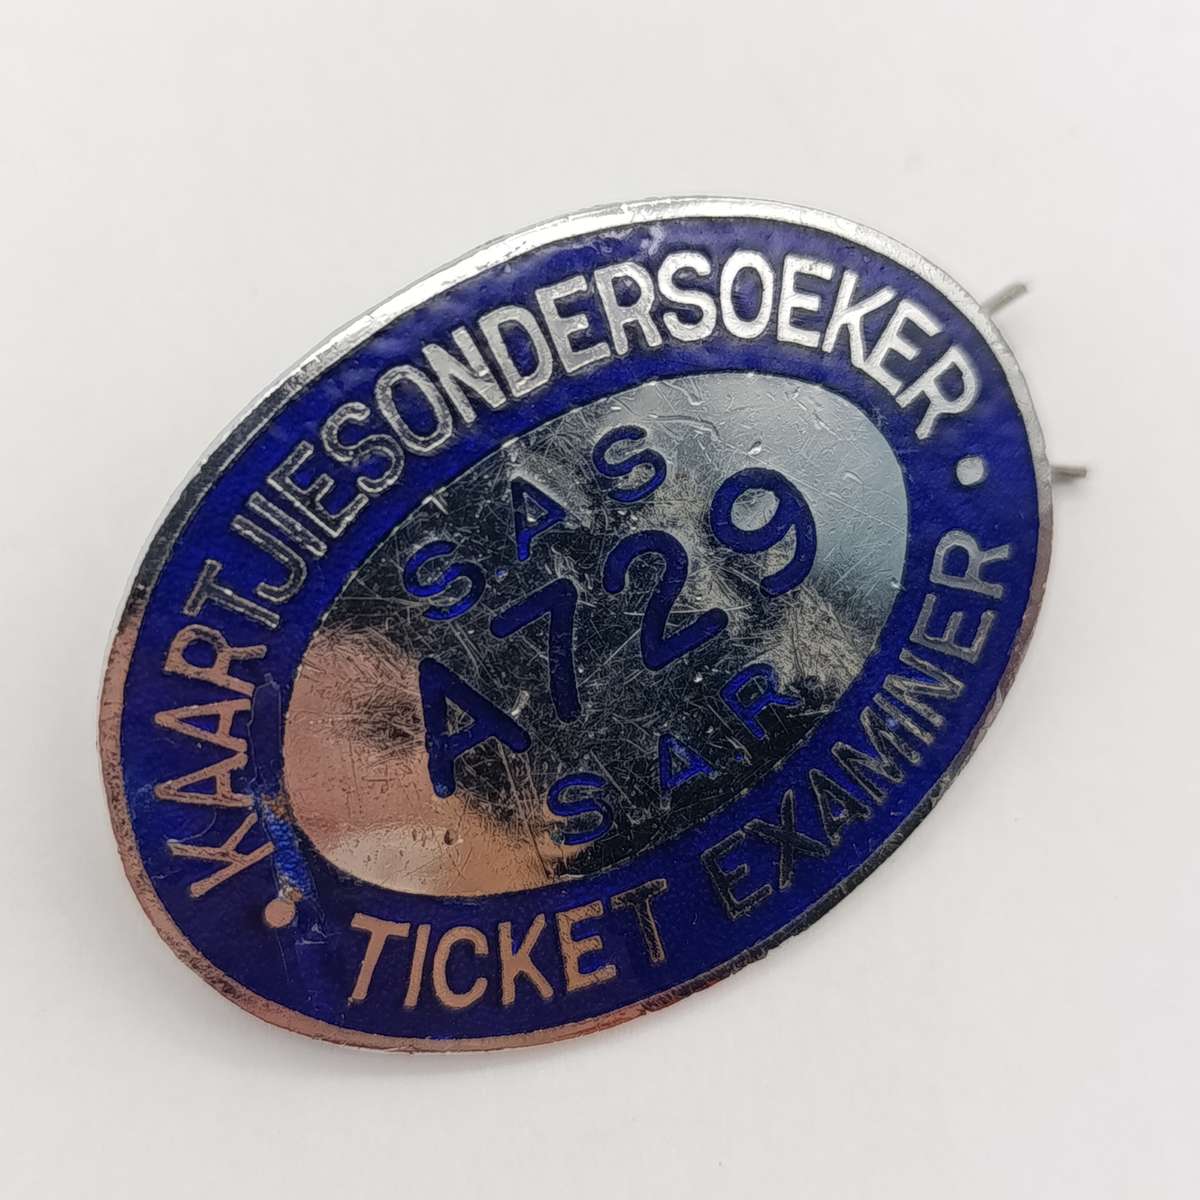 KAARTJIESONDERSOEKER
SAS
A729
SAR
TICKET EXAMINER